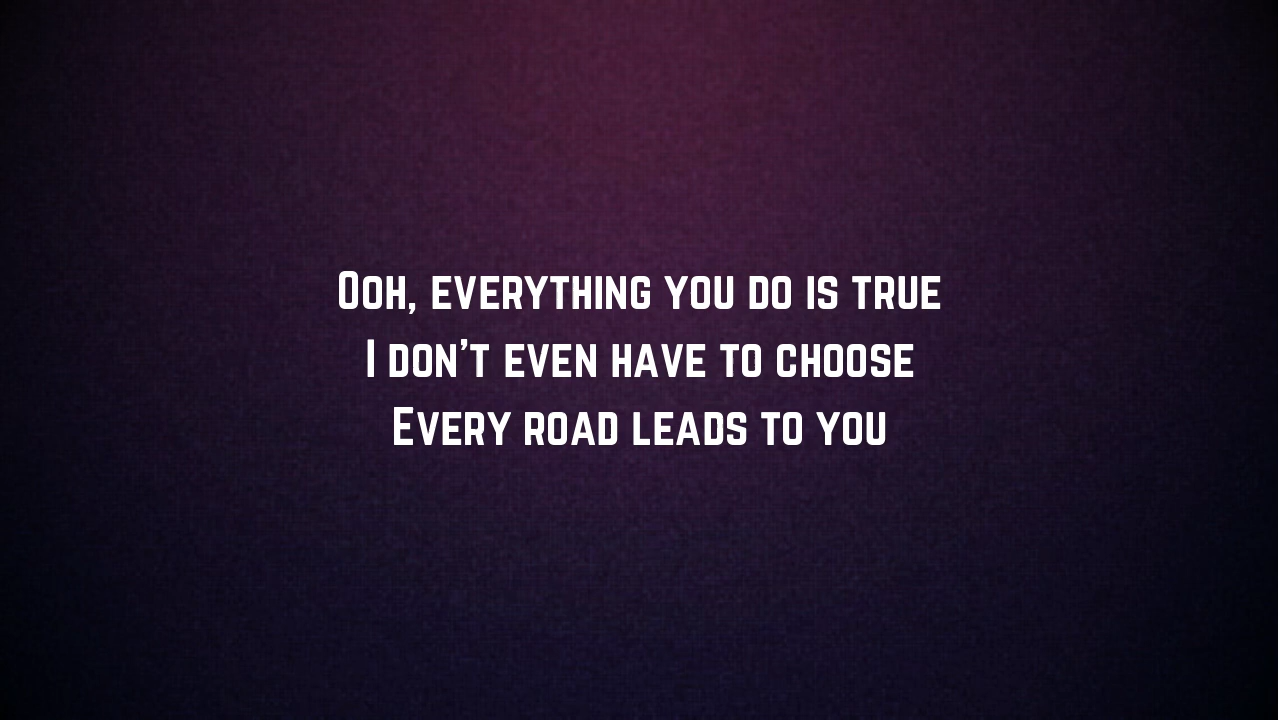 Ooh, everything you do is true
I don't even have to choose
Every road leads to you